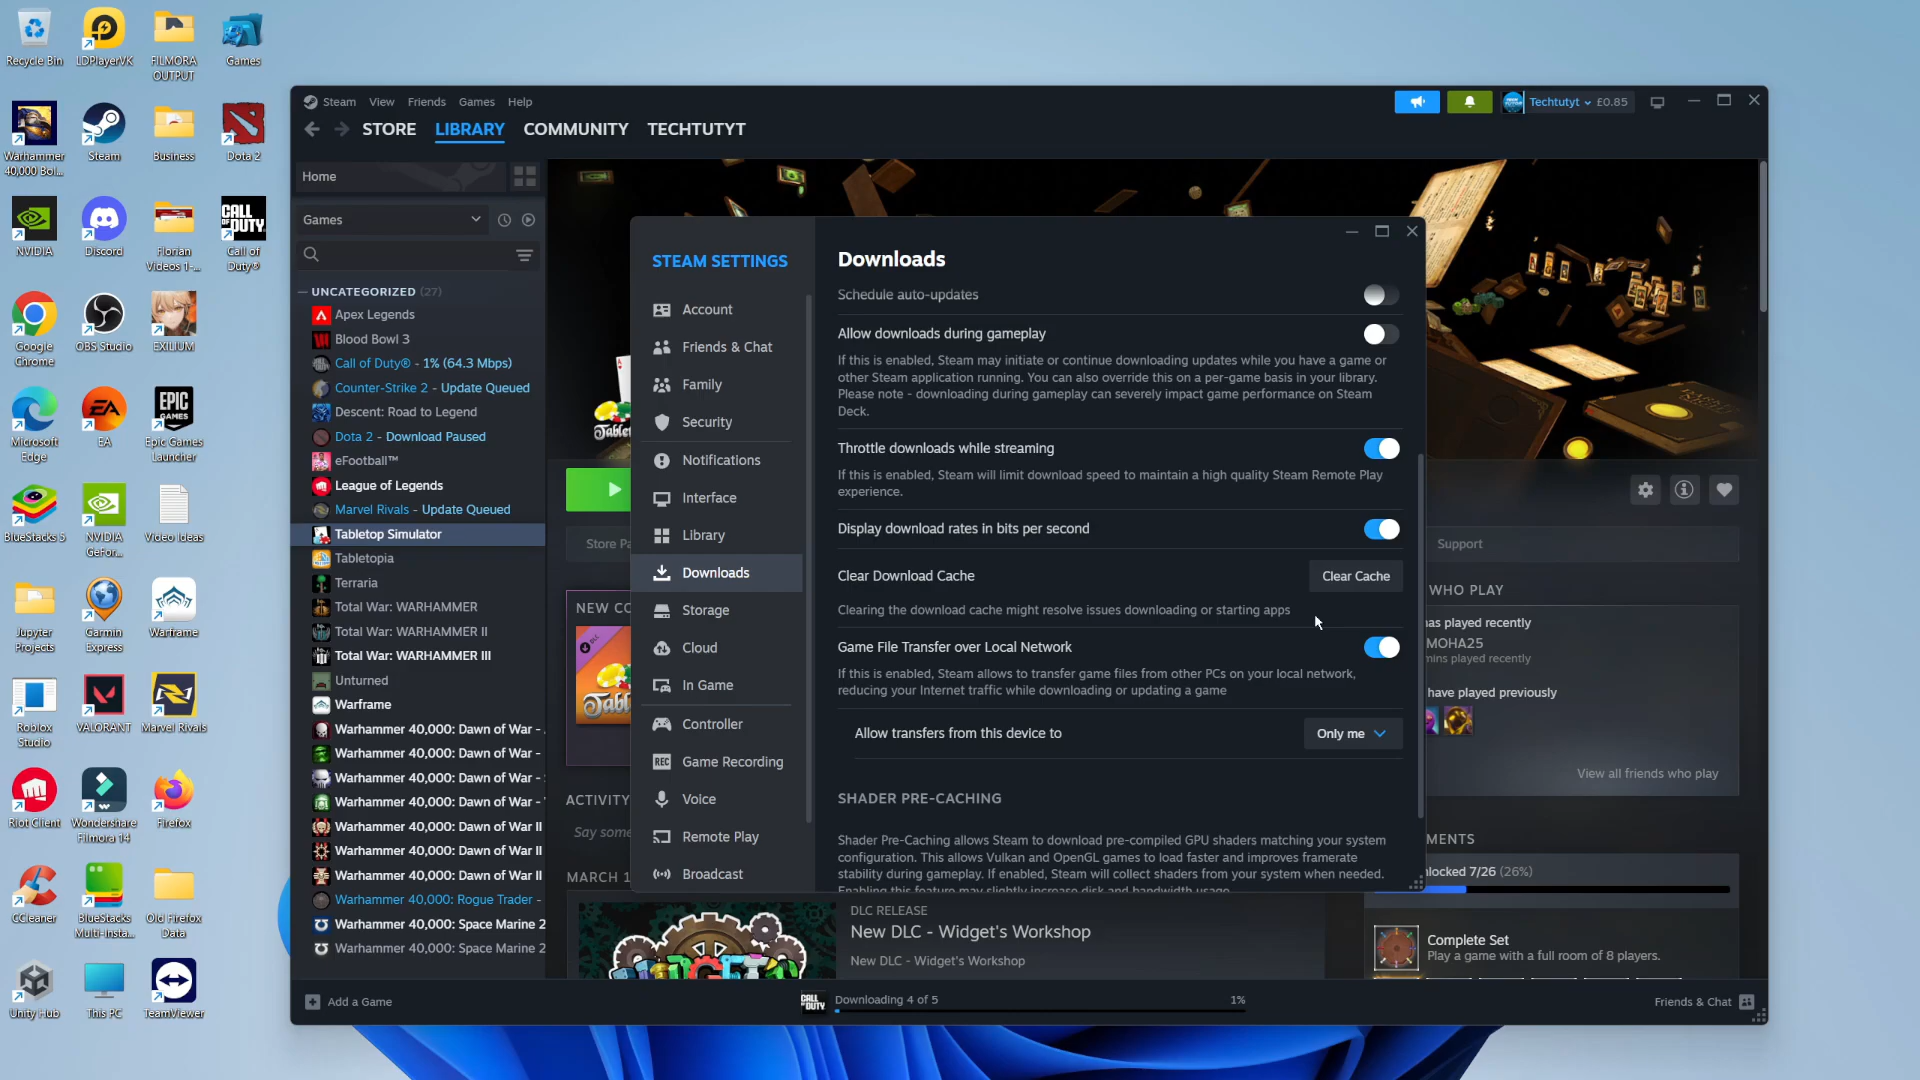 Recycle Bin
LDPlayerVK
FILMORA
OUTPUT
Games
Warhammer
40,000 Bol...
Steam
Business
Dota 2
NVIDIA
Discord
Florian
Videos 1-...
Call of
Duty®
CALL OF DUTY
Google
Chrome
OBS Studio
EXILIUM
Microsoft
Edge
EA
Epic Games
Launcher
BlueStacks 5
NVIDIA
GeFor...
Video Ideas
Jupyter
Projects
Garmin
Express
Warframe
Roblox
Studio
VALORANT
Marvel Rivals
Riot Client
Wondershare
Filmora 14
Firefox
CCleaner
BlueStacks
Multi-Insta...
Old Firefox
Data
Unity Hub
This PC
TeamViewer
Steam View Friends Games Help
Techtutyt £0.85
STORE LIBRARY COMMUNITY TECHTUTYT
Home
Games
UNCATEGORIZED (27)
Apex Legends
Blood Bowl 3
Call of Duty® - 1% (64.3 Mbps)
Counter-Strike 2 - Update Queued
Descent: Road to Legend
Dota 2 - Download Paused
eFootball™
League of Legends
Marvel Rivals - Update Queued
Tabletop Simulator
Tabletopia
Terraria
Total War: WARHAMMER
Total War: WARHAMMER II
Total War: WARHAMMER III
Unturned
Warframe
Warhammer 40,000: Dawn of War -
Warhammer 40,000: Dawn of War -
Warhammer 40,000: Dawn of War -
Warhammer 40,000: Dawn of War -
Warhammer 40,000: Dawn of War II
Warhammer 40,000: Dawn of War II
Warhammer 40,000: Dawn of War II
Warhammer 40,000: Rogue Trader -
Warhammer 40,000: Space Marine 2
Warhammer 40,000: Space Marine 2
Add a Game
STEAM SETTINGS
Account
Friends & Chat
Family
Security
Notifications
Interface
Library
Downloads
Storage
Cloud
In Game
Controller
REC Game Recording
Voice
Remote Play
Broadcast
Downloads
Schedule auto-updates
Allow downloads during gameplay
If this is enabled, Steam may initiate or continue downloading updates while you have a game or
other Steam application running. You can also override this on a per-game basis in your library.
Please note - downloading during gameplay can severely impact game performance on Steam
Deck.
Throttle downloads while streaming
If this is enabled, Steam will limit download speed to maintain a high quality Steam Remote Play
experience.
Display download rates in bits per second
Clear Download Cache
Clear Cache
Clearing the download cache might resolve issues downloading or starting apps
Game File Transfer over Local Network
If this is enabled, Steam allows to transfer game files from other PCs on your local network,
reducing your Internet traffic while downloading or updating a game
Allow transfers from this device to
Only me
SHADER PRE-CACHING
Shader Pre-Caching allows Steam to download pre-compiled GPU shaders matching your system
configuration. This allows Vulkan and OpenGL games to load faster and improves framerate
stability during gameplay. If enabled, Steam will collect shaders from your system when needed.
Enabling this feature may slightly increase disk and bandwidth usage.
Store Pa
Support
NEW CO
DLC
WHO PLAY
has played recently
MOHA25
mins played recently
have played previously
View all friends who play
ACTIVITY
Say some
MARCH 1
MENTS
locked 7/26 (26%)
DLC RELEASE
New DLC - Widget's Workshop
New DLC - Widget's Workshop
Complete Set
Play a game with a full room of 8 players.
Downloading 4 of 5
1%
Friends & Chat